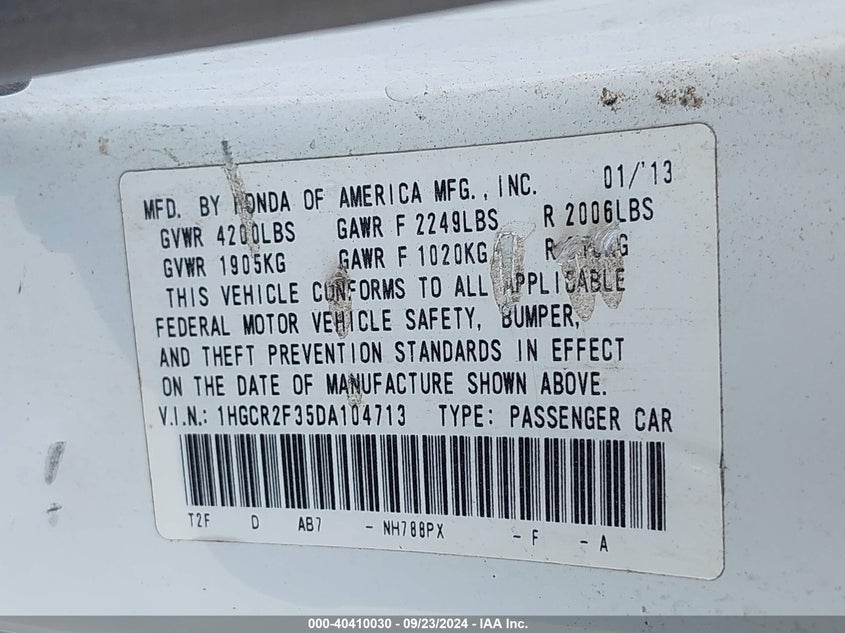 MFD. BY HONDA OF AMERICA MFG., INC. 01/'13
GVWR 4200LBS GAWR F 2249LBS R 2006LBS
GVWR 1905KG GAWR F 1020KG R
THIS VEHICLE CONFORMS TO ALL APPLICABLE
FEDERAL MOTOR VEHICLE SAFETY, BUMPER,
AND THEFT PREVENTION STANDARDS IN EFFECT
ON THE DATE OF MANUFACTURE SHOWN ABOVE.
V.I.N.: 1HGCR2F35DA104713 TYPE: PASSENGER CAR
T2F D AB7 - NH788PX - F - A
000-40410030 - 09/23/2024 - IAA Inc.